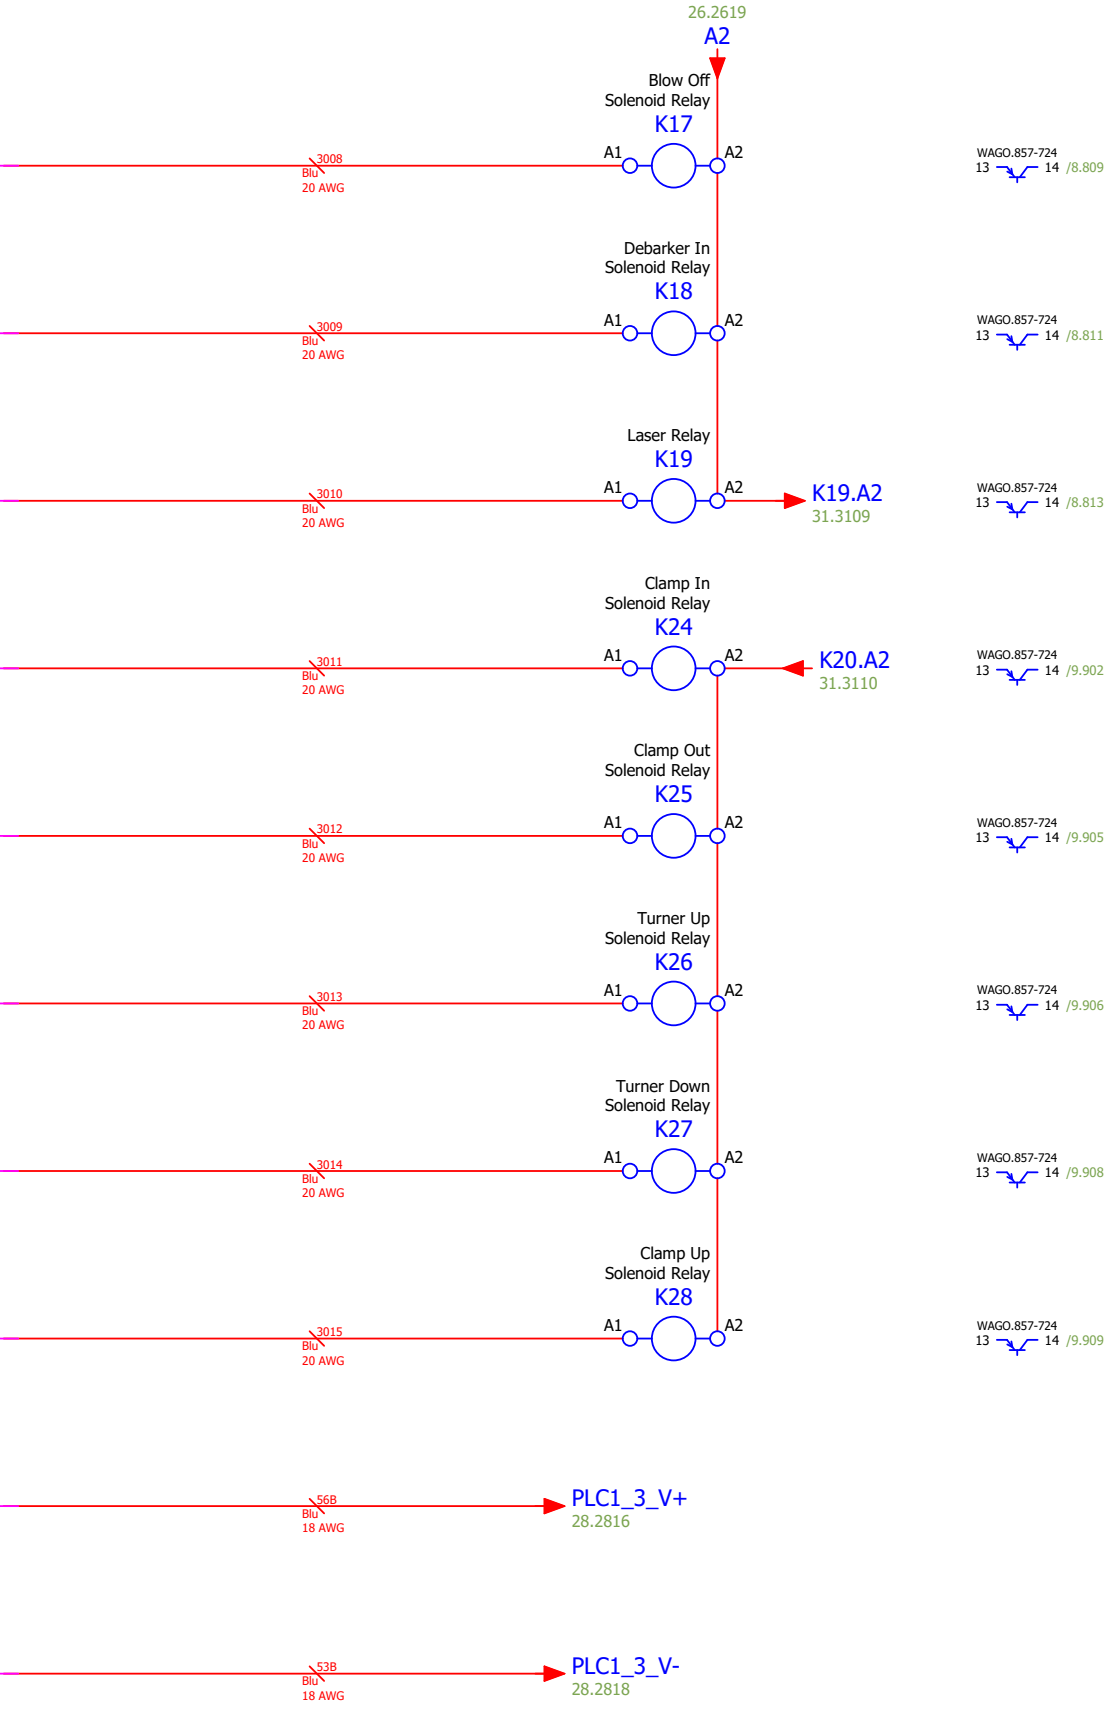 26.2619
A2
Blow Off
Solenoid Relay
K17
A1
A2
3008
Blu
20 AWG
WAGO.857-724
13
14
/8.809
Debarker In
Solenoid Relay
K18
A1
A2
3009
Blu
20 AWG
WAGO.857-724
13
14
/8.811
Laser Relay
K19
A1
A2
3010
Blu
20 AWG
K19.A2
31.3109
WAGO.857-724
13
14
/8.813
Clamp In
Solenoid Relay
K24
A1
A2
3011
Blu
20 AWG
K20.A2
31.3110
WAGO.857-724
13
14
/9.902
Clamp Out
Solenoid Relay
K25
A1
A2
3012
Blu
20 AWG
WAGO.857-724
13
14
/9.905
Turner Up
Solenoid Relay
K26
A1
A2
3013
Blu
20 AWG
WAGO.857-724
13
14
/9.906
Turner Down
Solenoid Relay
K27
A1
A2
3014
Blu
20 AWG
WAGO.857-724
13
14
/9.908
Clamp Up
Solenoid Relay
K28
A1
A2
3015
Blu
20 AWG
WAGO.857-724
13
14
/9.909
56B
Blu
18 AWG
PLC1_3_V+
28.2816
53B
Blu
18 AWG
PLC1_3_V-
28.2818